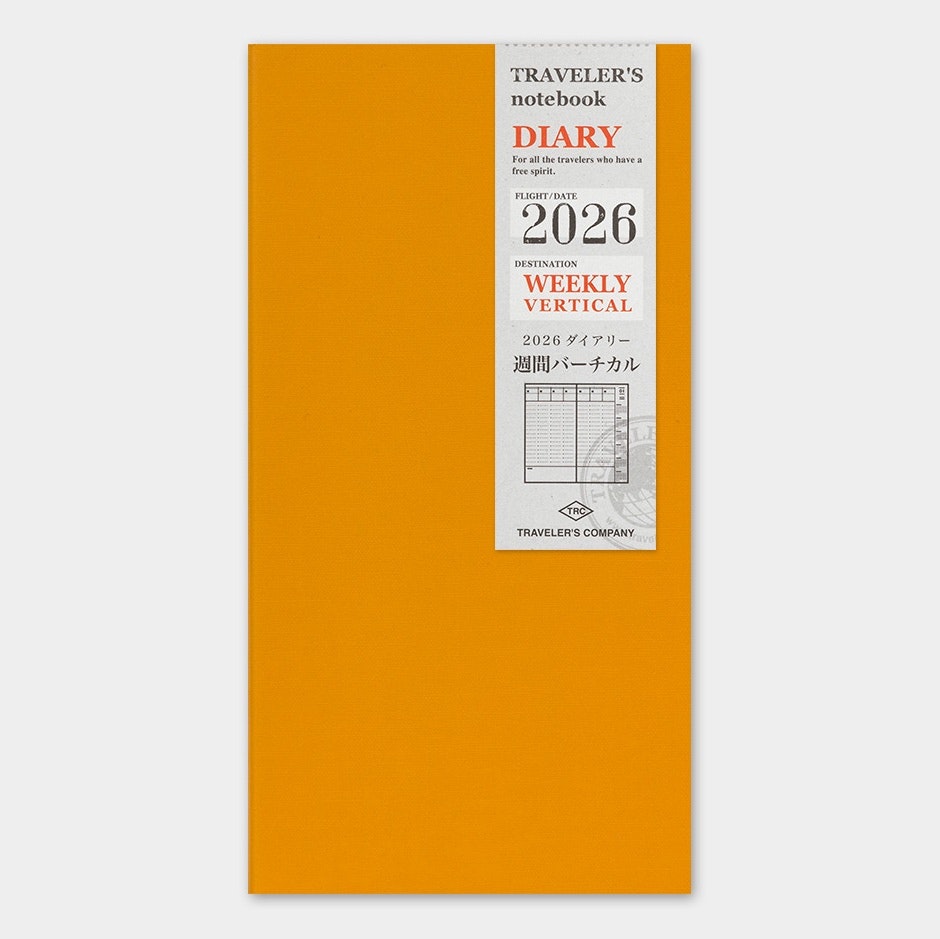 TRAVELER'S
notebook
DIARY
For all the travelers who have a
free spirit.
FLIGHT/DATE
2026
DESTINATION
WEEKLY
VERTICAL
2026 ダイアリー
週間バーチカル
TRC
TRAVELER'S COMPANY